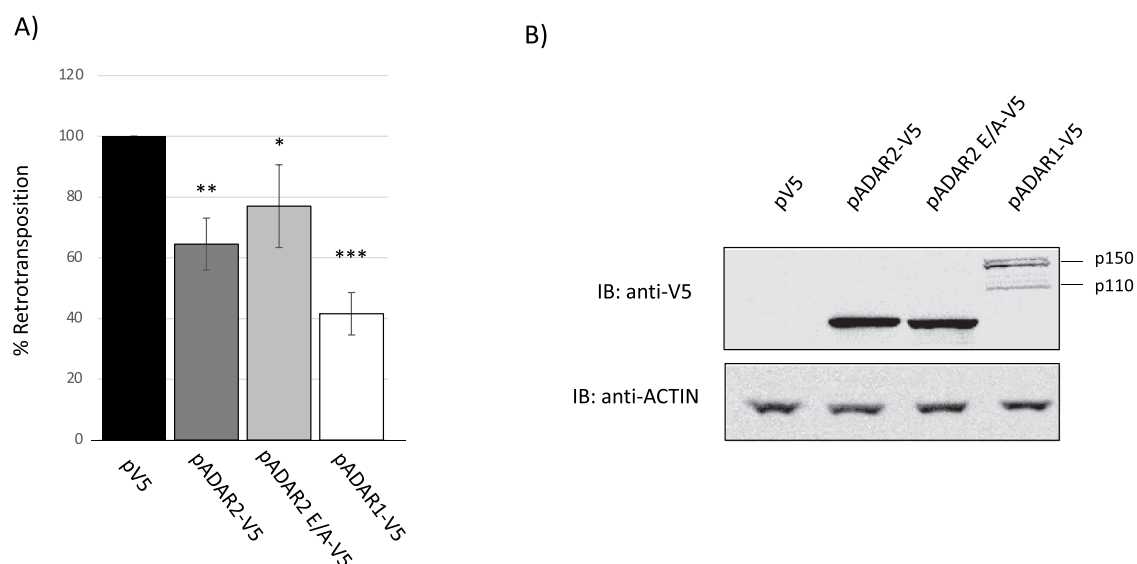 A)
120
100
80
60
40
20
0
% Retrotransposition
**
*
***
pV5
pADAR2-V5
pADAR2 E/A-V5
pADAR1-V5
B)
pV5
pADAR2-V5
pADAR2 E/A-V5
pADAR1-V5
IB: anti-V5
p150
p110
IB: anti-ACTIN